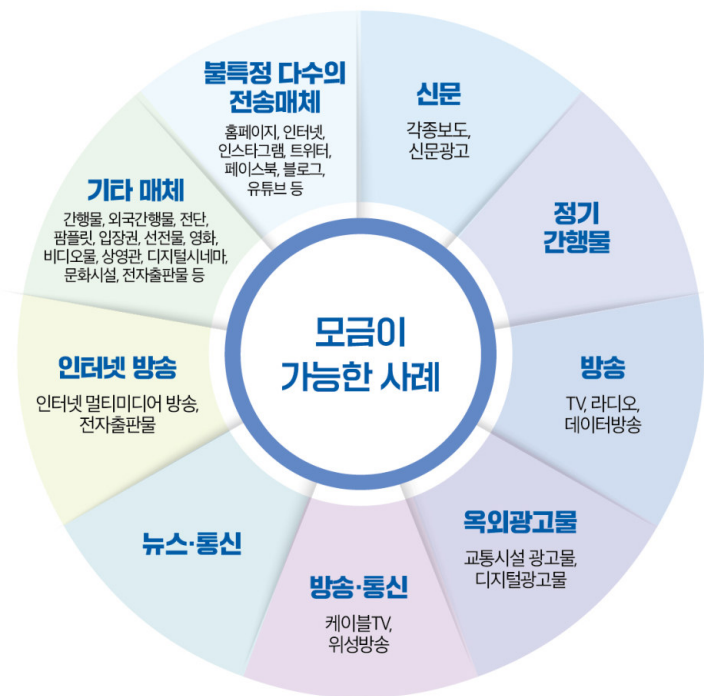 모금이
가능한 사례
신문
각종보도,
신문광고
정기
간행물
방송
TV, 라디오,
데이터방송
옥외광고물
교통시설 광고물,
디지털광고물
방송·통신
케이블TV,
위성방송
뉴스·통신
인터넷 방송
인터넷 멀티미디어 방송,
전자출판물
기타 매체
간행물, 외국간행물, 전단,
팜플릿, 입장권, 선전물, 영화,
비디오물, 상영관, 디지털시네마,
문화시설, 전자출판물 등
불특정 다수의
전송매체
홈페이지, 인터넷,
인스타그램, 트위터,
페이스북, 블로그,
유튜브 등